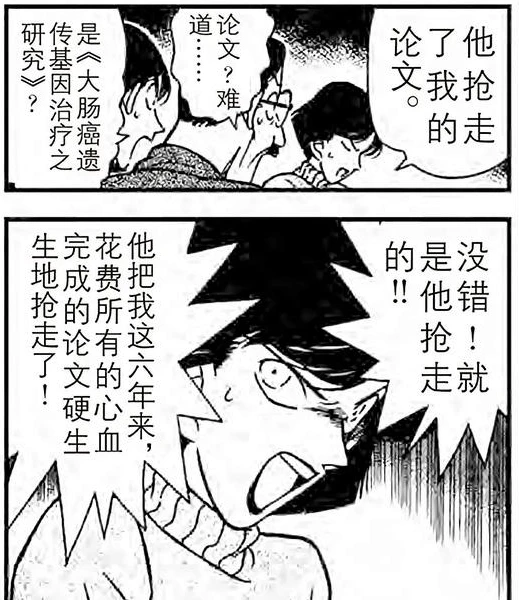 他抢走
了我的
论文。
论文？难
道……
是《大肠癌遗
传基因治疗之
研究》？
没错！就
是他抢走
的!!
他把我这六年来，
花费所有的心血
完成的论文硬生
生地抢走了！